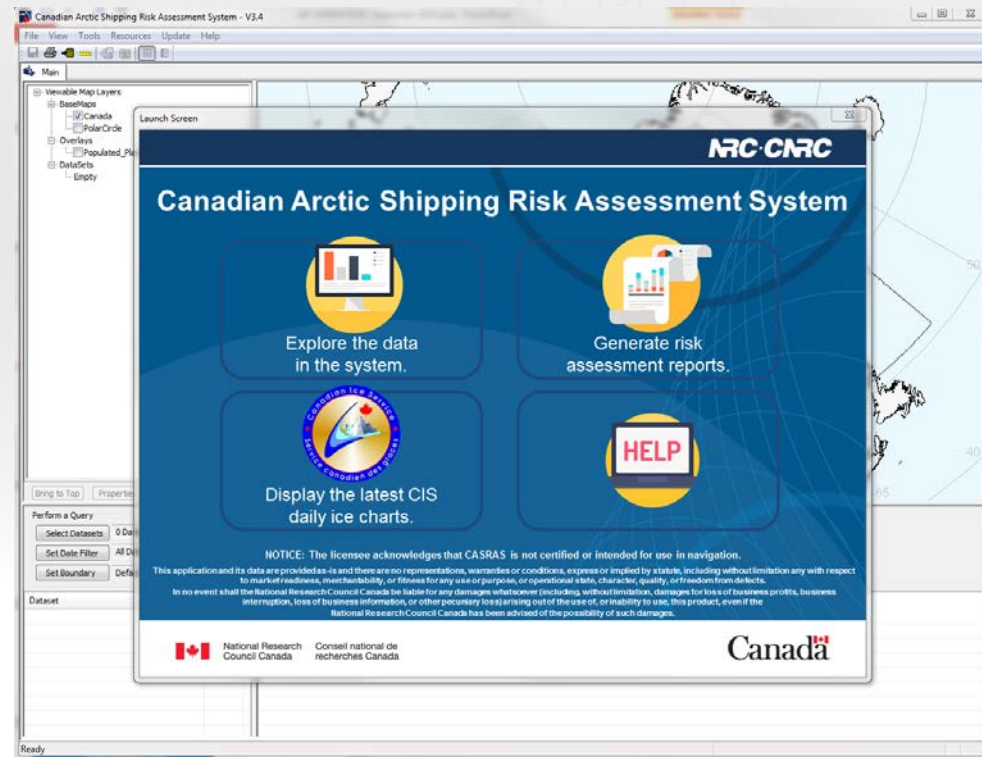 Canadian Arctic Shipping Risk Assessment System - V3.4
File View Tools Resources Update Help
Main
Viewable Map Layers
BaseMaps
Canada
PolarCircle
Overlays
DataSets
Empty
Launch Screen
NRC·CNRC
Canadian Arctic Shipping Risk Assessment System
Explore the data
in the system.
Generate risk
assessment reports.
Canadian Ice Service
Service canadien des glaces
Display the latest CIS
daily ice charts.
HELP
NOTICE: The licensee acknowledges that CASRAS is not certified or intended for use in navigation.
This application and its data are provided as-is and there are no representations, warranties or conditions, express or implied by statute, including without limitation any with respect
to market readiness, merchantability, or fitness for any use or purpose, or operational state, character, quality, or freedom from defects.
In no event shall the National Research Council Canada be liable for any damages whatsoever (including, without limitation, damages for loss of business profits, business
interruption, loss of business information, or other pecuniary loss) arising out of the use of, or inability to use, this product, even if the
National Research Council Canada has been advised of the possibility of such damages.
National Research Conseil national de
Council Canada recherches Canada
Canada
50
40
65
Bring to Top
Perform a Query
Select Datasets
Set Date Filter
Set Boundary
Dataset
Ready